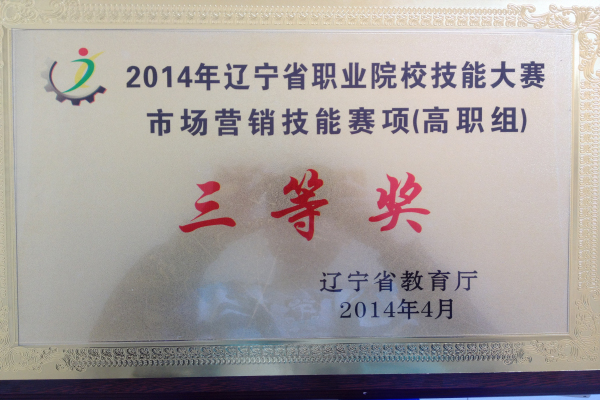 2014年辽宁省职业院校技能大赛
市场营销技能赛项(高职组)
三等奖
辽宁省教育厅
2014年4月